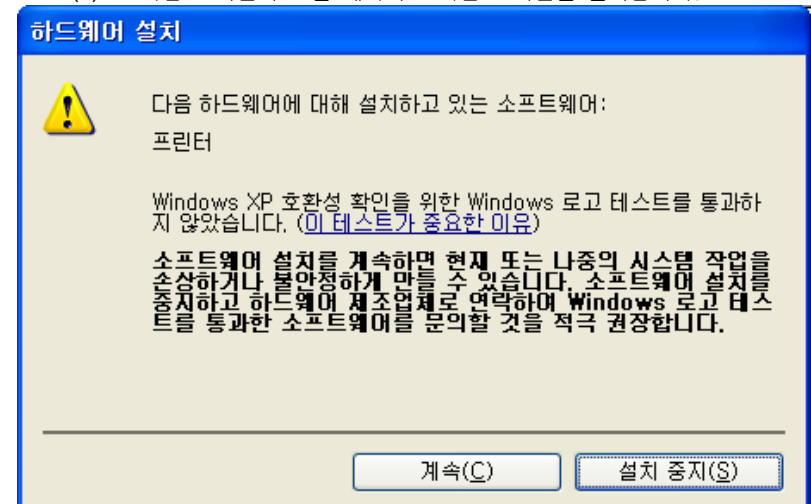 하드웨어 설치
다음 하드웨어에 대해 설치하고 있는 소프트웨어:
프린터
Windows XP 호환성 확인을 위한 Windows 로고 테스트를 통과하
지 않았습니다. (이 테스트가 중요한 이유)
소프트웨어 설치를 계속하면 현재 또는 나중의 시스템 작업을
손상하거나 불안정하게 만들 수 있습니다. 소프트웨어 설치를
중지하고 하드웨어 제조업체로 연락하여 Windows 로고 테스
트를 통과한 소프트웨어를 문의할 것을 적극 권장합니다.
계속(C)
설치 중지(S)